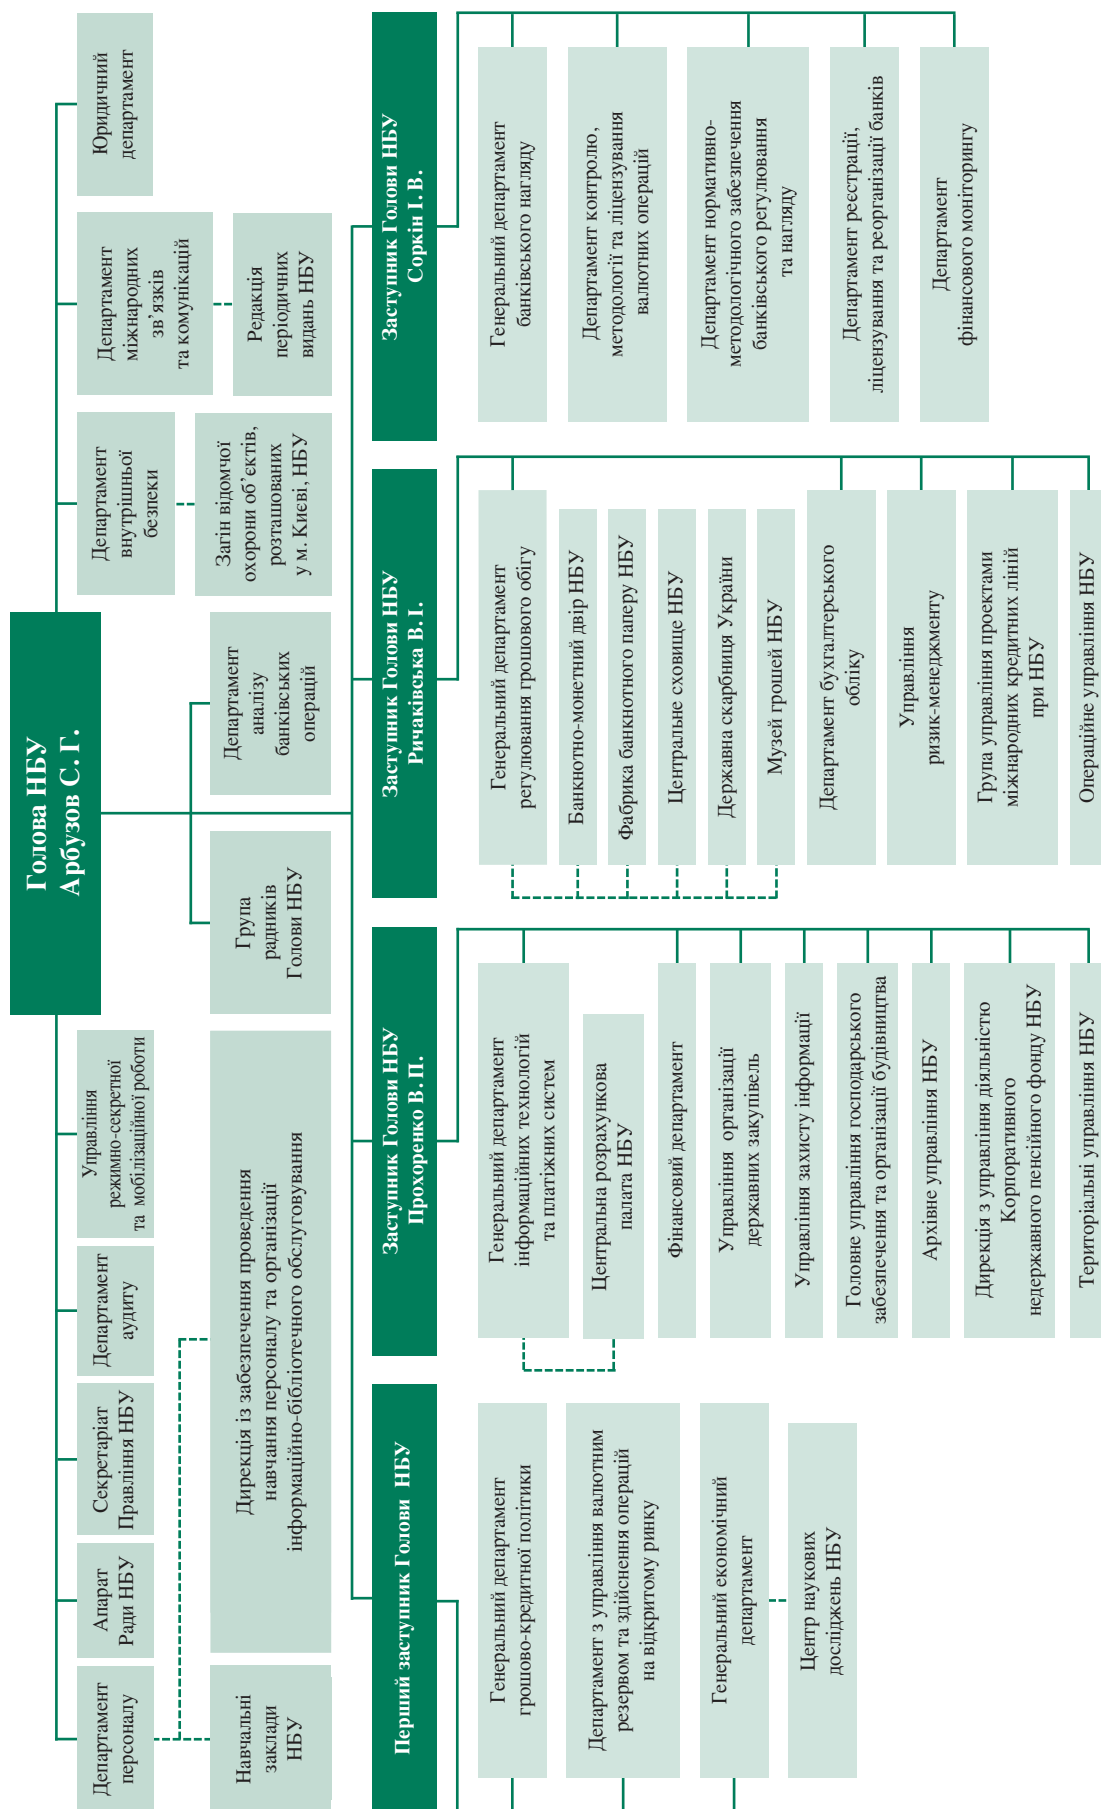 Голова НБУ
Арбузов С. Г.
Департамент
персоналу
Апарат
Ради НБУ
Секретаріат
Правління НБУ
Департамент
аудиту
Управління
режимно-секретної
та мобілізаційної роботи
Департамент
внутрішньої
безпеки
Департамент
міжнародних
зв’язків
та комунікацій
Юридичний
департамент
Навчальні
заклади
НБУ
Дирекція із забезпечення проведення
навчання персоналу та організації
інформаційно-бібліотечного обслуговування
Група
радників
Голови НБУ
Департамент
аналізу
банківських
операцій
Загін відомчої
охорони об’єктів,
розташованих
у м. Києві, НБУ
Редакція
періодичних
видань НБУ
Перший заступник Голови НБУ
Генеральний департамент
грошово-кредитної політики
Департамент з управління валютним
резервом та здійснення операцій
на відкритому ринку
Генеральний економічний
департамент
Центр наукових
досліджень НБУ
Заступник Голови НБУ
Прохоренко В. П.
Генеральний департамент
інформаційних технологій
та платіжних систем
Центральна розрахункова
палата НБУ
Фінансовий департамент
Управління організації
державних закупівель
Управління захисту інформації
Головне управління господарського
забезпечення та організації будівництва
Архівне управління НБУ
Дирекція з управління діяльністю
Корпоративного
недержавного пенсійного фонду НБУ
Територіальні управління НБУ
Заступник Голови НБУ
Ричаківська В. І.
Генеральний департамент
регулювання грошового обігу
Банкнотно-монетний двір НБУ
Фабрика банкнотного паперу НБУ
Центральне сховище НБУ
Державна скарбниця України
Музей грошей НБУ
Департамент бухгалтерського
обліку
Управління
ризик-менеджменту
Група управління проектами
міжнародних кредитних ліній
при НБУ
Операційне управління НБУ
Заступник Голови НБУ
Соркін І. В.
Генеральний департамент
банківського нагляду
Департамент контролю,
методології та ліцензування
валютних операцій
Департамент нормативно-
методологічного забезпечення
банківського регулювання
та нагляду
Департамент реєстрації,
ліцензування та реорганізації банків
Департамент
фінансового моніторингу